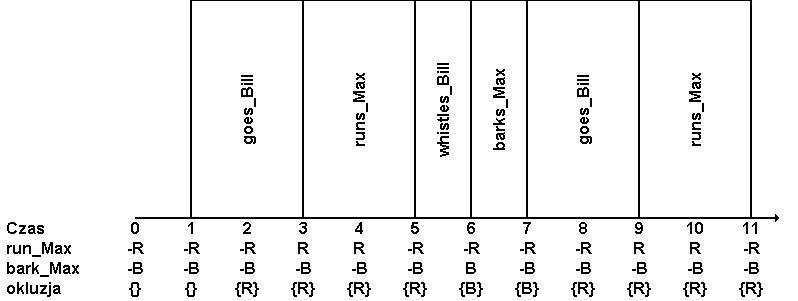 goes_Bill runs_Max whistles_Bill barks_Max goes_Bill runs_Max
Czas 0 1 2 3 4 5 6 7 8 9 10 11
run_Max -R -R -R R R -R -R -R -R R R -R
bark_Max -B -B -B -B -B -B B -B -B -B -B -B
okluzja {} {} {R} {R} {R} {R} {B} {B} {R} {R} {R} {R}